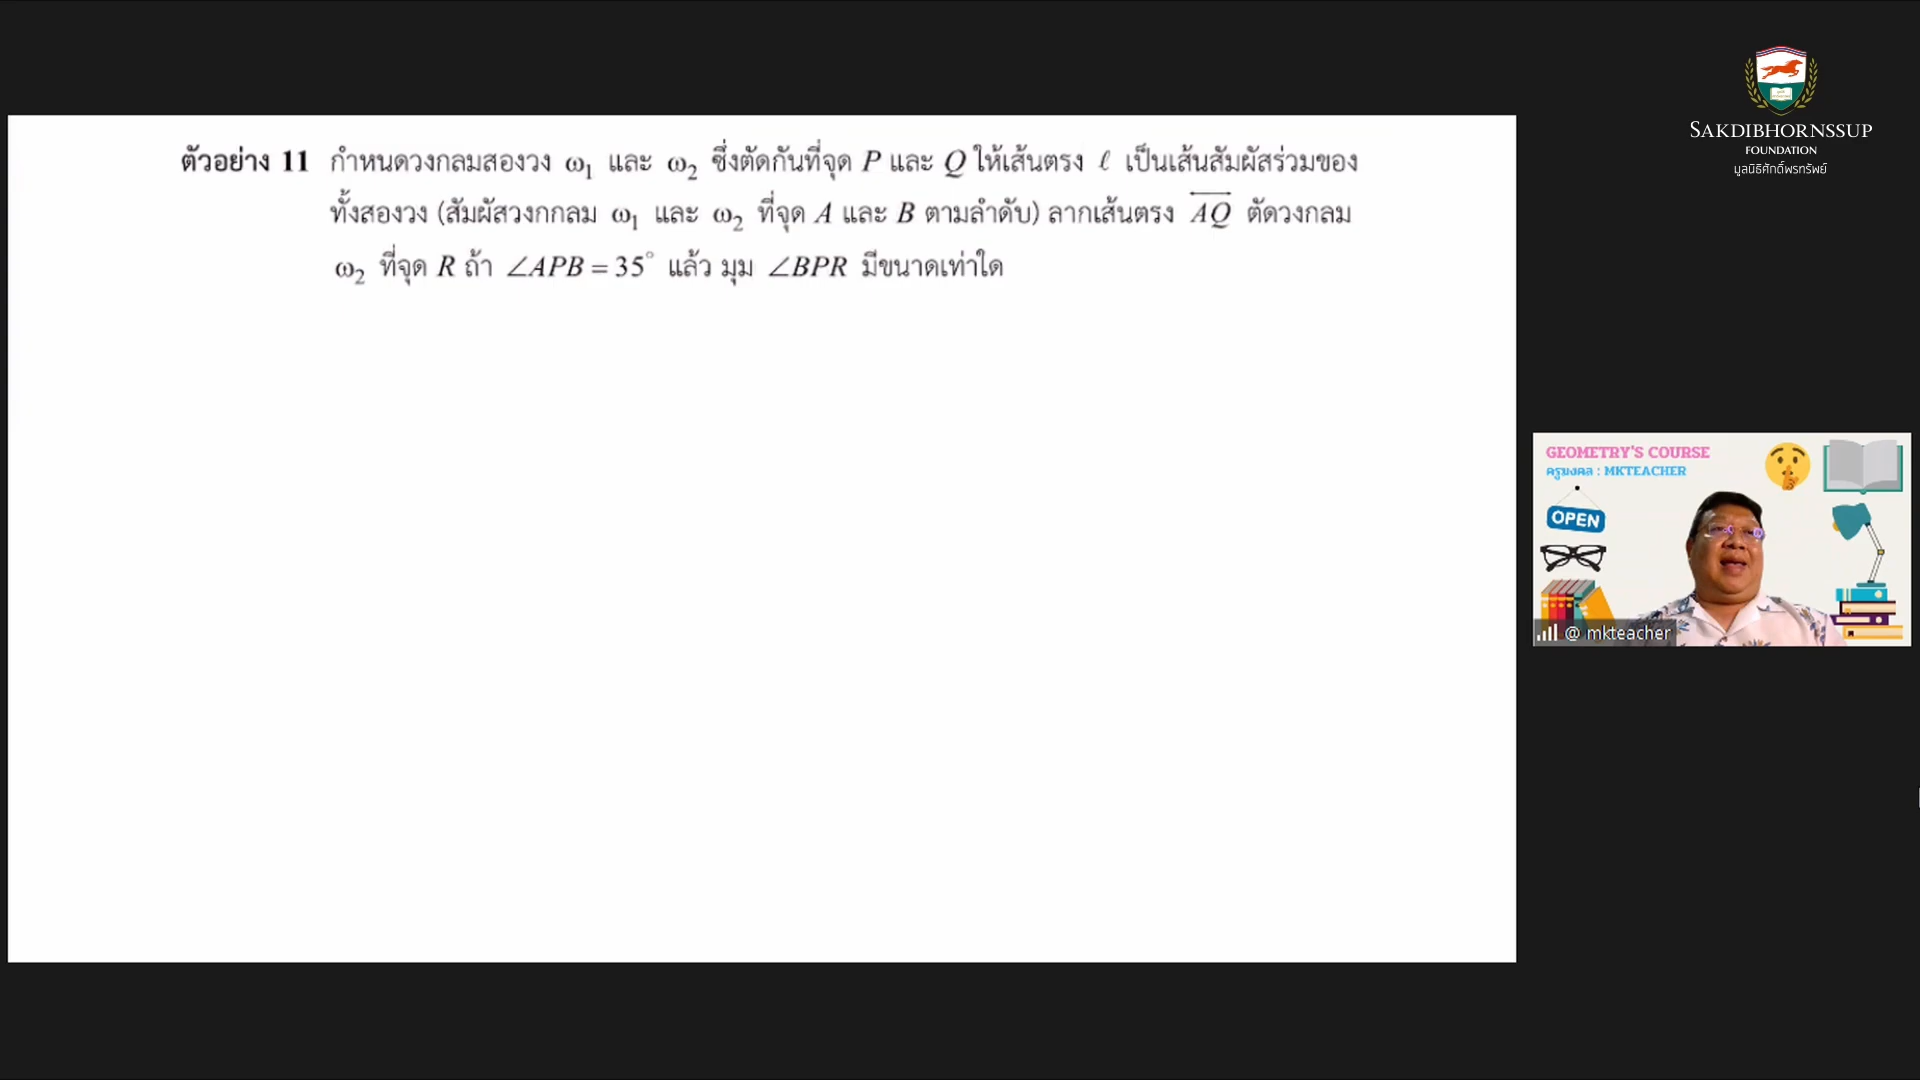 SAKDIBHORNSSUP
FOUNDATION
มูลนิธิศักดิ์พรทรัพย์
ตัวอย่าง 11 กำหนดวงกลมสองวง ω₁ และ ω₂ ซึ่งตัดกันที่จุด P และ Q ให้เส้นตรง ℓ เป็นเส้นสัมผัสร่วมของ
ทั้งสองวง (สัมผัสวงกกลม ω₁ และ ω₂ ที่จุด A และ B ตามลำดับ) ลากเส้นตรง AQ ตัดวงกลม
ω₂ ที่จุด R ถ้า ∠APB = 35° แล้ว มุม ∠BPR มีขนาดเท่าใด
GEOMETRY'S COURSE
ครูมงคล : MKTEACHER
OPEN
@ mkteacher